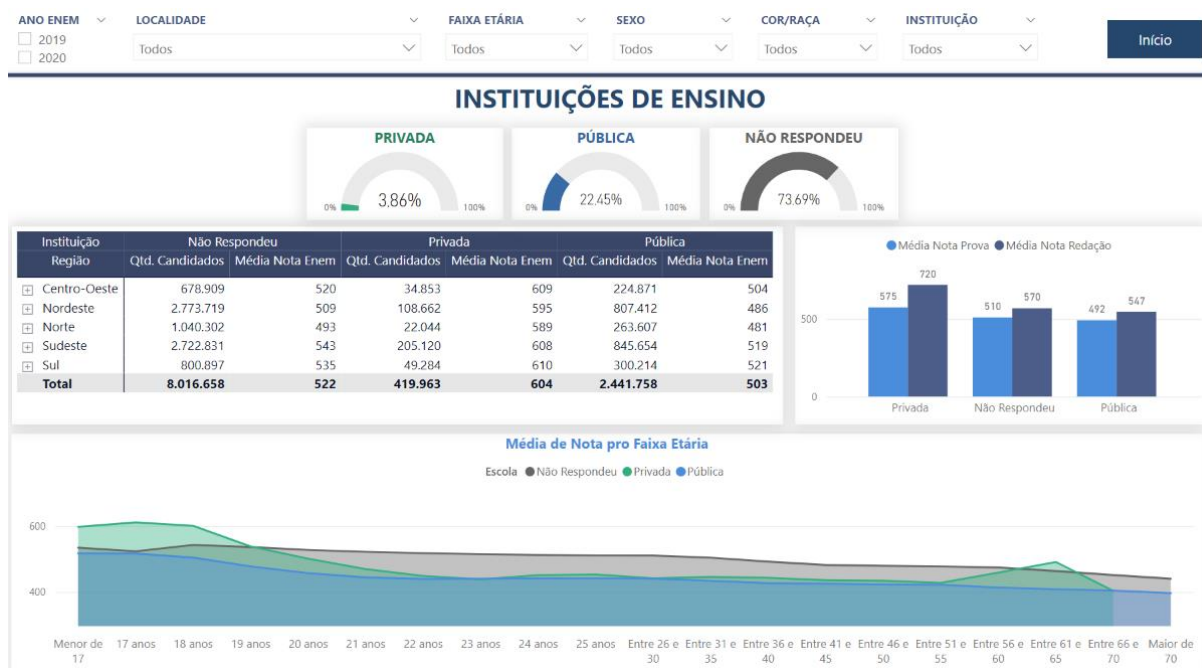 ANO ENEM LOCALIDADE FAIXA ETÁRIA SEXO COR/RAÇA INSTITUIÇÃO
2019
2020
Todos Todos Todos Todos Todos
Início
INSTITUIÇÕES DE ENSINO
PRIVADA PÚBLICA NÃO RESPONDEU
3,86% 22,45% 73,69%
0% 100% 0% 100% 0% 100%
Instituição Não Respondeu Privada Pública
Região Qtd. Candidados Média Nota Enem Qtd. Candidados Média Nota Enem Qtd. Candidados Média Nota Enem
Centro-Oeste 678.909 520 34.853 609 224.871 504
Nordeste 2.773.719 509 108.662 595 807.412 486
Norte 1.040.302 493 22.044 589 263.607 481
Sudeste 2.722.831 543 205.120 608 845.654 519
Sul 800.897 535 49.284 610 300.214 521
Total 8.016.658 522 419.963 604 2.441.758 503
Média Nota Prova Média Nota Redação
720
575 570
510 547
492
500
0
Privada Não Respondeu Pública
Média de Nota pro Faixa Etária
Escola Não Respondeu Privada Pública
600
400
Menor de 17 anos 18 anos 19 anos 20 anos 21 anos 22 anos 23 anos 24 anos 25 anos Entre 26 e Entre 31 e Entre 36 e Entre 41 e Entre 46 e Entre 51 e Entre 56 e Entre 61 e Entre 66 e Maior de
17 30 35 40 45 50 55 60 65 70 70